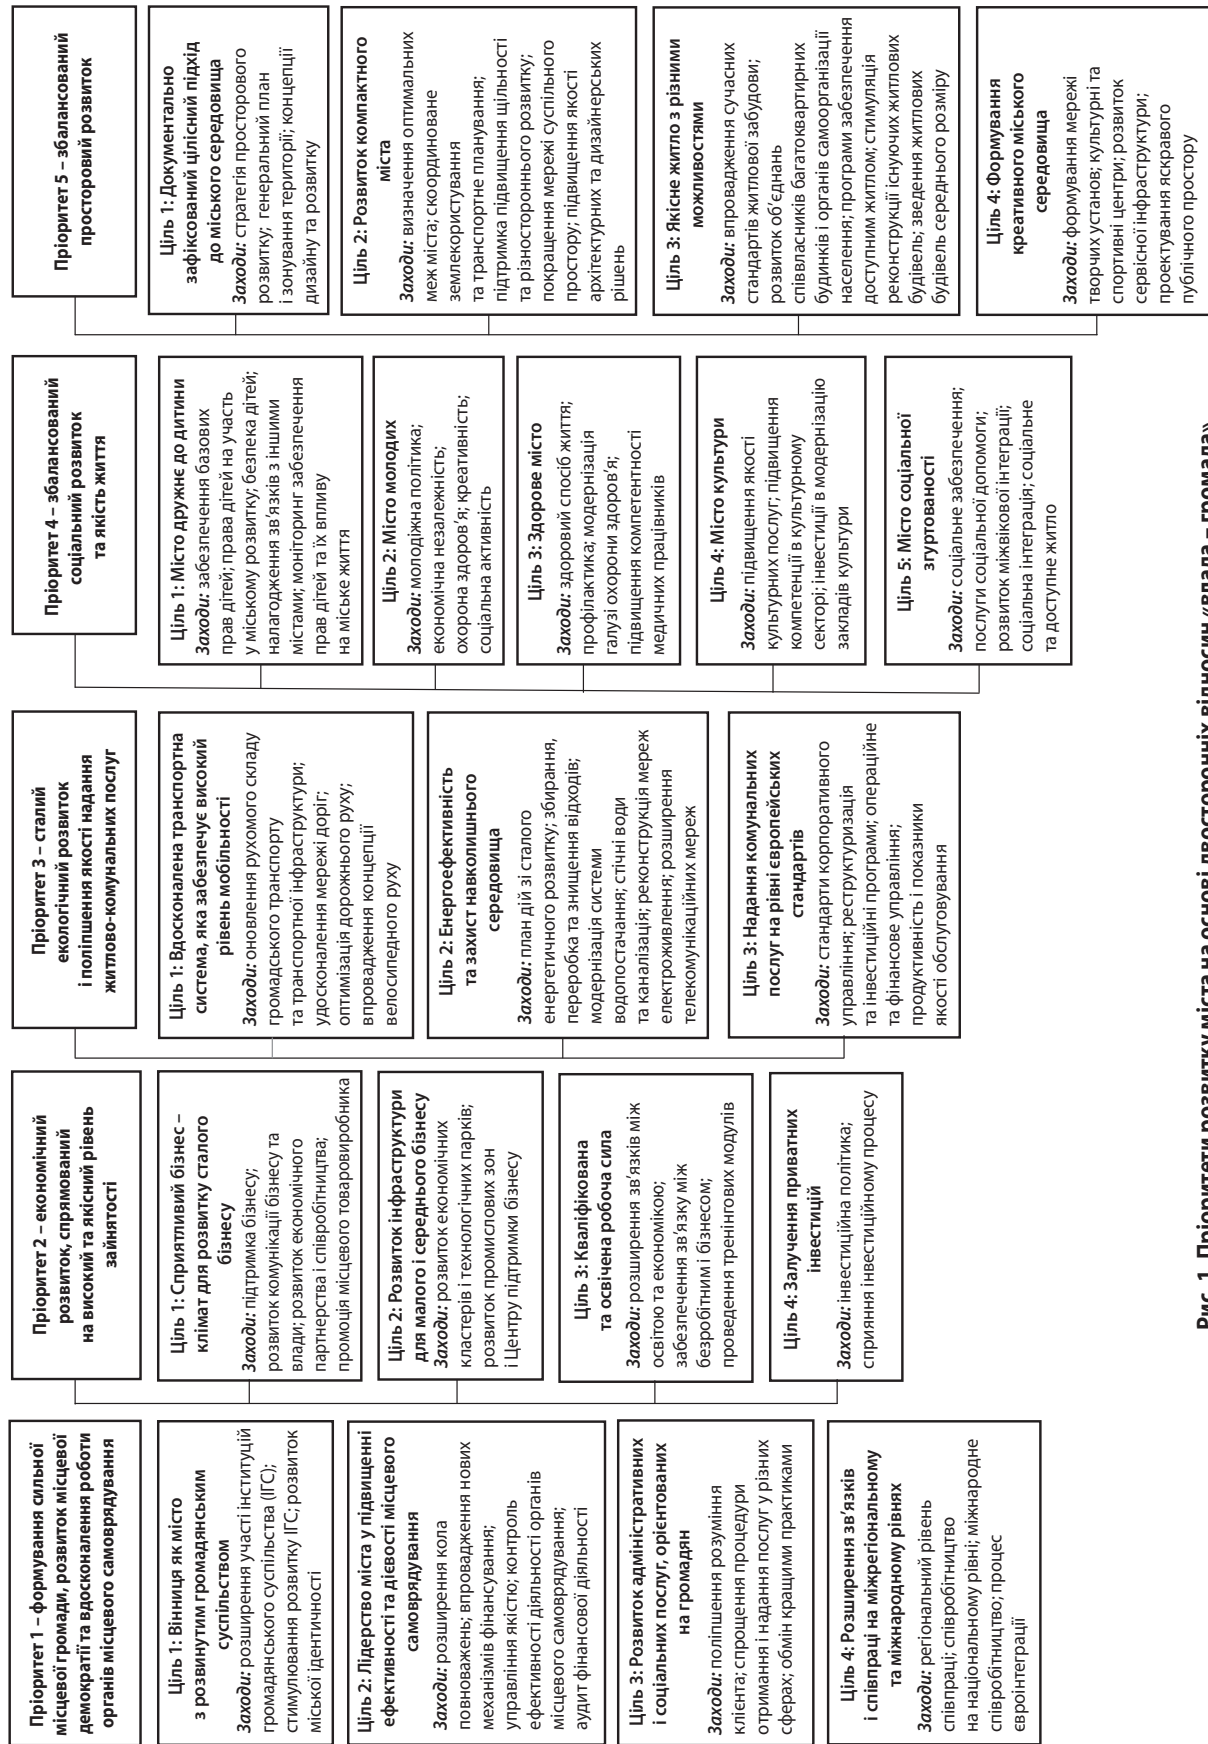 Пріоритет 1 – формування сильної
місцевої громади, розвиток місцевої
демократії та вдосконалення роботи
органів місцевого самоврядування
Ціль 1: Вінниця як місто
з розвинутим громадянським
суспільством
Заходи: розширення участі інституцій
громадянського суспільства (ІГС);
стимулювання розвитку ІГС; розвиток
міської ідентичності
Ціль 2: Лідерство міста у підвищенні
ефективності та дієвості місцевого
самоврядування
Заходи: розширення кола
повноважень; впровадження нових
механізмів фінансування;
управління якістю; контроль
ефективності діяльності органів
місцевого самоврядування;
аудит фінансової діяльності
Ціль 3: Розвиток адміністративних
і соціальних послуг, орієнтованих
на громадян
Заходи: поліпшення розуміння
клієнта; спрощення процедури
отримання і надання послуг у різних
сферах; обмін кращими практиками
Ціль 4: Розширення зв’язків
і співпраці на міжрегіональному
та міжнародному рівнях
Заходи: регіональний рівень
співпраці; співробітництво
на національному рівні; міжнародне
співробітництво; процес
євроінтеграції
Пріоритет 2 – економічний
розвиток, спрямований
на високий та якісний рівень
зайнятості
Ціль 1: Сприятливий бізнес –
клімат для розвитку сталого
бізнесу
Заходи: підтримка бізнесу;
розвиток комунікації бізнесу та
влади; розвиток економічного
партнерства і співробітництва;
промоція місцевого товаровиробника
Ціль 2: Розвиток інфраструктури
для малого і середнього бізнесу
Заходи: розвиток економічних
кластерів і технологічних парків;
розвиток промислових зон
і Центру підтримки бізнесу
Ціль 3: Кваліфікована
та освічена робоча сила
Заходи: розширення зв’язків між
освітою та економікою;
забезпечення зв’язку між
безробітним і бізнесом;
проведення тренінгових модулів
Ціль 4: Залучення приватних
інвестицій
Заходи: інвестиційна політика;
сприяння інвестиційному процесу
Пріоритет 3 – сталий
екологічний розвиток
і поліпшення якості надання
житлово-комунальних послуг
Ціль 1: Вдосконалена транспортна
система, яка забезпечує високий
рівень мобільності
Заходи: оновлення рухомого складу
громадського транспорту
та транспортної інфраструктури;
удосконалення мережі доріг;
оптимізація дорожнього руху;
впровадження концепції
велосипедного руху
Ціль 2: Енергоефективність
та захист навколишнього
середовища
Заходи: план дій зі сталого
енергетичного розвитку; збирання,
переробка та знищення відходів;
модернізація системи
водопостачання; стічні води
та каналізація; реконструкція мереж
електроживлення; розширення
телекомунікаційних мереж
Ціль 3: Надання комунальних
послуг на рівні європейських
стандартів
Заходи: стандарти корпоративного
управління; реструктуризація
та інвестиційні програми; операційне
та фінансове управління;
продуктивність і показники
якості обслуговування
Пріоритет 4 – збалансований
соціальний розвиток
та якість життя
Ціль 1: Місто дружнє до дитини
Заходи: забезпечення базових
прав дітей; права дітей на участь
у міському розвитку; безпека дітей;
налагодження зв’язків з іншими
містами; моніторинг забезпечення
прав дітей та їх впливу
на міське життя
Ціль 2: Місто молодих
Заходи: молодіжна політика;
економічна незалежність;
охорона здоров’я; креативність;
соціальна активність
Ціль 3: Здорове місто
Заходи: здоровий спосіб життя;
профілактика; модернізація
галузі охорони здоров’я;
підвищення компетентності
медичних працівників
Ціль 4: Місто культури
Заходи: підвищення якості
культурних послуг; підвищення
компетенції в культурному
секторі; інвестиції в модернізацію
закладів культури
Ціль 5: Місто соціальної
згуртованості
Заходи: соціальне забезпечення;
послуги соціальної допомоги;
розвиток міжвікової інтеграції;
соціальна інтеграція; соціальне
та доступне житло
Пріоритет 5 – збалансований
просторовий розвиток
Ціль 1: Документально
зафіксований цілісний підхід
до міського середовища
Заходи: стратегія просторового
розвитку; генеральний план
і зонування території; концепції
дизайну та розвитку
Ціль 2: Розвиток компактного
міста
Заходи: визначення оптимальних
меж міста; скоординоване
землекористування
та транспортне планування;
підтримка підвищення щільності
та різностороннього розвитку;
покращення мережі суспільного
простору; підвищення якості
архітектурних та дизайнерських
рішень
Ціль 3: Якісне житло з різними
можливостями
Заходи: впровадження сучасних
стандартів житлової забудови;
розвиток об’єднань
співвласників багатоквартирних
будинків і органів самоорганізації
населення; програми забезпечення
доступним житлом; стимуляція
реконструкції існуючих житлових
будівель; зведення житлових
будівель середнього розміру
Ціль 4: Формування
креативного міського
середовища
Заходи: формування мережі
творчих установ; культурні та
спортивні центри; розвиток
сервісної інфраструктури;
проектування яскравого
публічного простору
Рис. 1. Пріоритети розвитку міста на основі двосторонніх відносин «влада – громада»